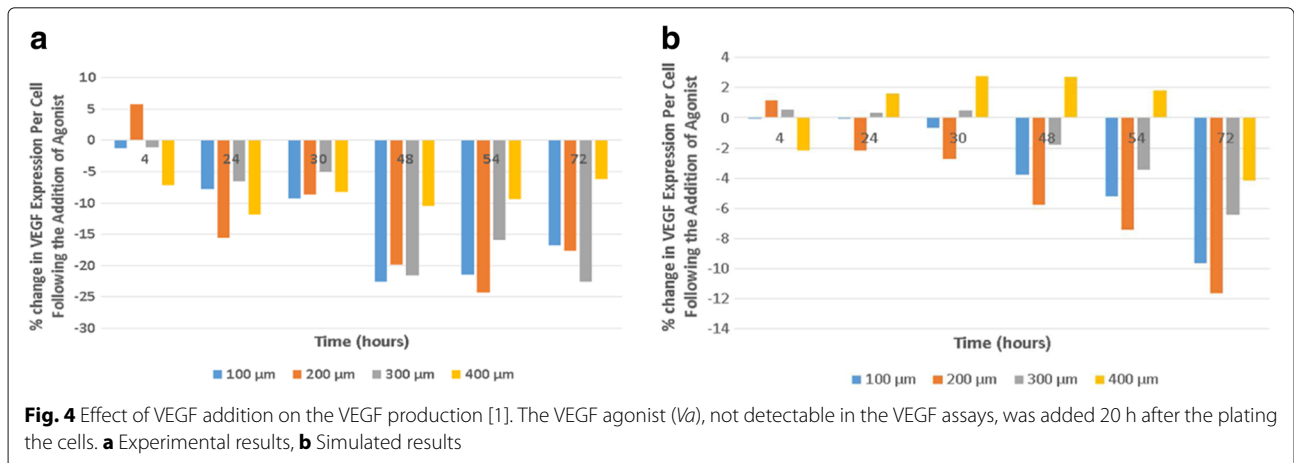 a
% change in VEGF Expression Per Cell
Following the Addition of Agonist
10
5
0
-5
-10
-15
-20
-25
-30
4
24
30
48
54
72
Time (hours)
100 µm
200 µm
300 µm
400 µm
b
% change in VEGF Expression Per Cell
Following the Addition of Agonist
4
2
0
-2
-4
-6
-8
-10
-12
-14
4
24
30
48
54
72
Time (hours)
100 µm
200 µm
300 µm
400 µm
Fig. 4 Effect of VEGF addition on the VEGF production [1]. The VEGF agonist (Va), not detectable in the VEGF assays, was added 20 h after the plating
the cells. a Experimental results, b Simulated results